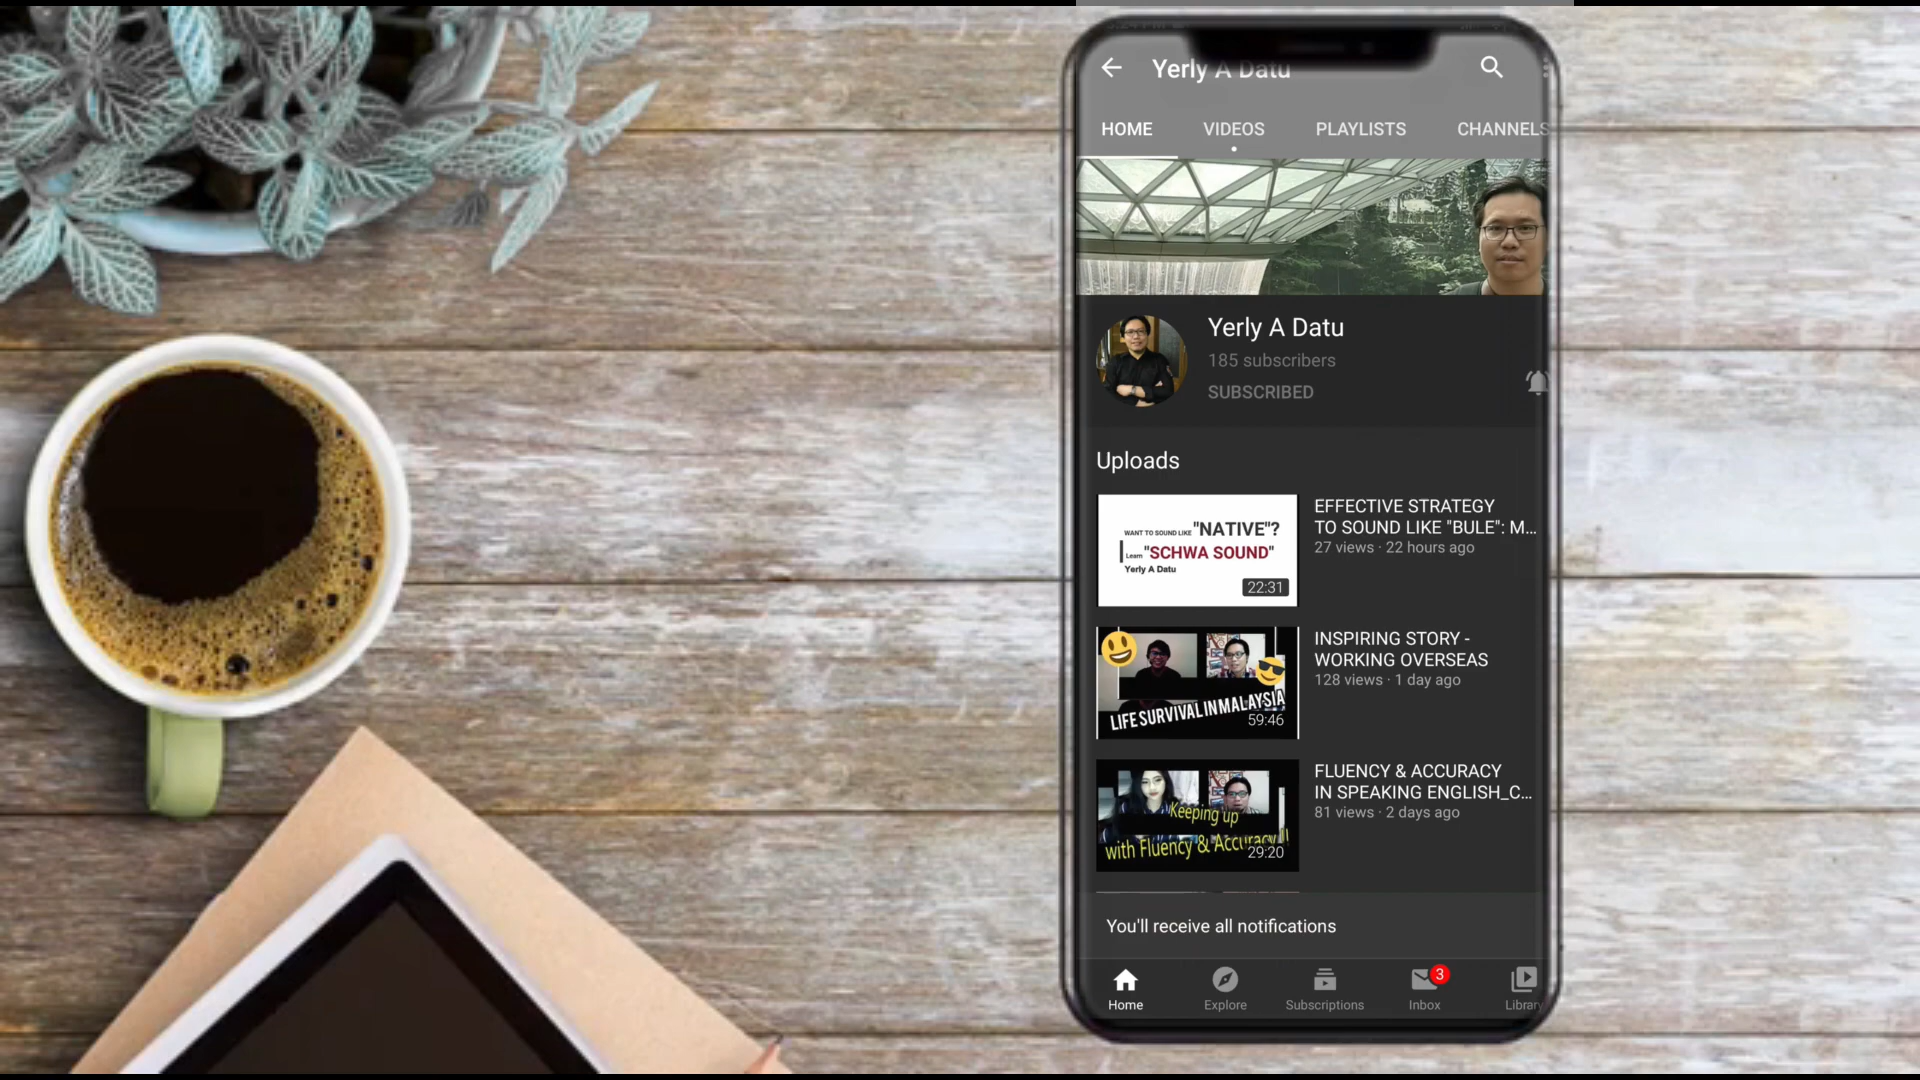 Yerly A Datu
HOME VIDEOS PLAYLISTS CHANNELS
Yerly A Datu
185 subscribers
SUBSCRIBED
Uploads
WANT TO SOUND LIKE "NATIVE"?
Learn "SCHWA SOUND"
Yerly A Datu
22:31
EFFECTIVE STRATEGY
TO SOUND LIKE "BULE": M...
27 views · 22 hours ago
LIFE SURVIVAL IN MALAYSIA
59:46
INSPIRING STORY -
WORKING OVERSEAS
128 views · 1 day ago
Keeping up
with Fluency & Accuracy !!
29:20
FLUENCY & ACCURACY
IN SPEAKING ENGLISH_C...
81 views · 2 days ago
You'll receive all notifications
3
Home Explore Subscriptions Inbox Library